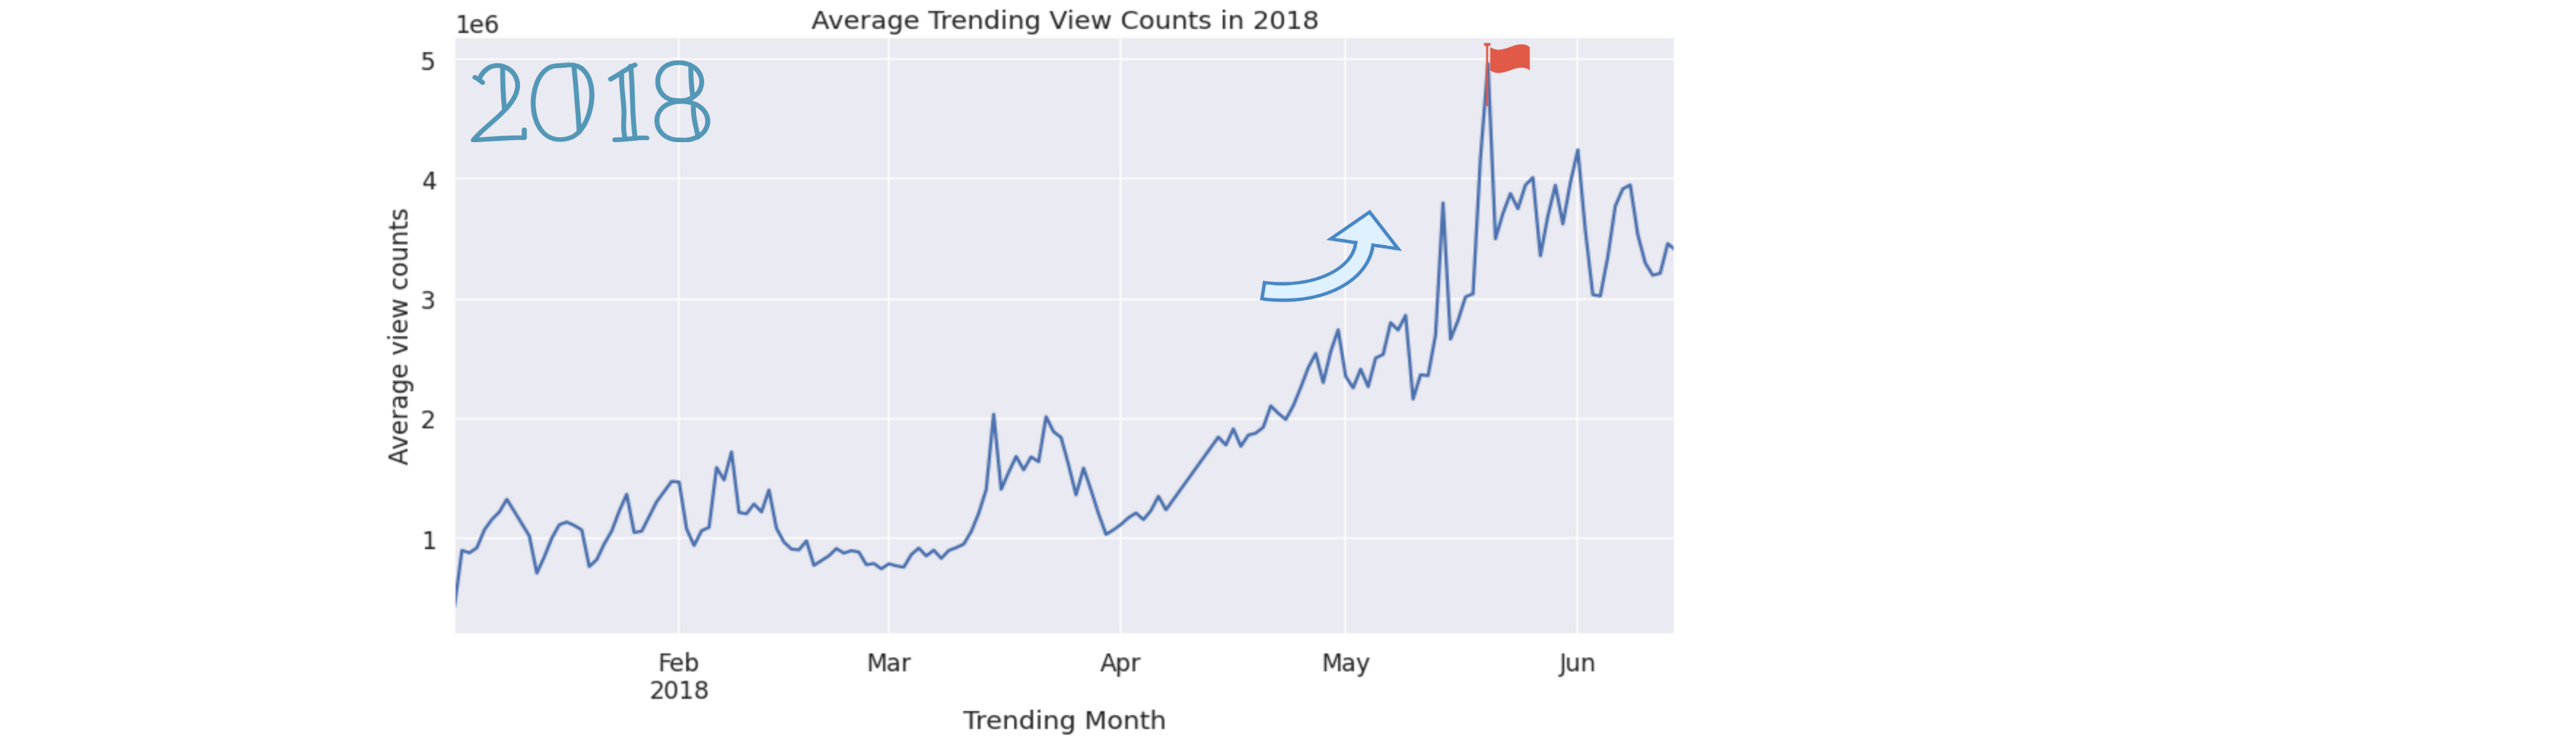 Average Trending View Counts in 2018
1e6
2018
5
4
3
2
1
Average view counts
Feb
2018
Mar
Apr
May
Jun
Trending Month